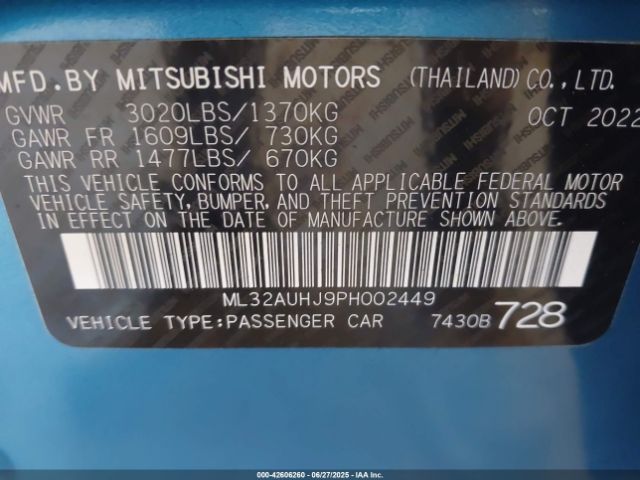 MFD.BY MITSUBISHI MOTORS (THAILAND)CO.,LTD.
GVWR 3020LBS/1370KG OCT 2022
GAWR FR 1609LBS/ 730KG
GAWR RR 1477LBS/ 670KG
THIS VEHICLE CONFORMS TO ALL APPLICABLE FEDERAL MOTOR
VEHICLE SAFETY, BUMPER, AND THEFT PREVENTION STANDARDS
IN EFFECT ON THE DATE OF MANUFACTURE SHOWN ABOVE.
ML32AUHJ9PH002449
VEHICLE TYPE:PASSENGER CAR 7430B 728
000-42606260 - 06/27/2025 - IAAI.COM